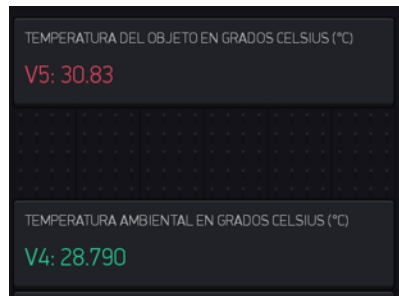 TEMPERATURA DEL OBJETO EN GRADOS CELSIUS (°C)
V5: 30.83
TEMPERATURA AMBIENTAL EN GRADOS CELSIUS (°C)
V4: 28.790